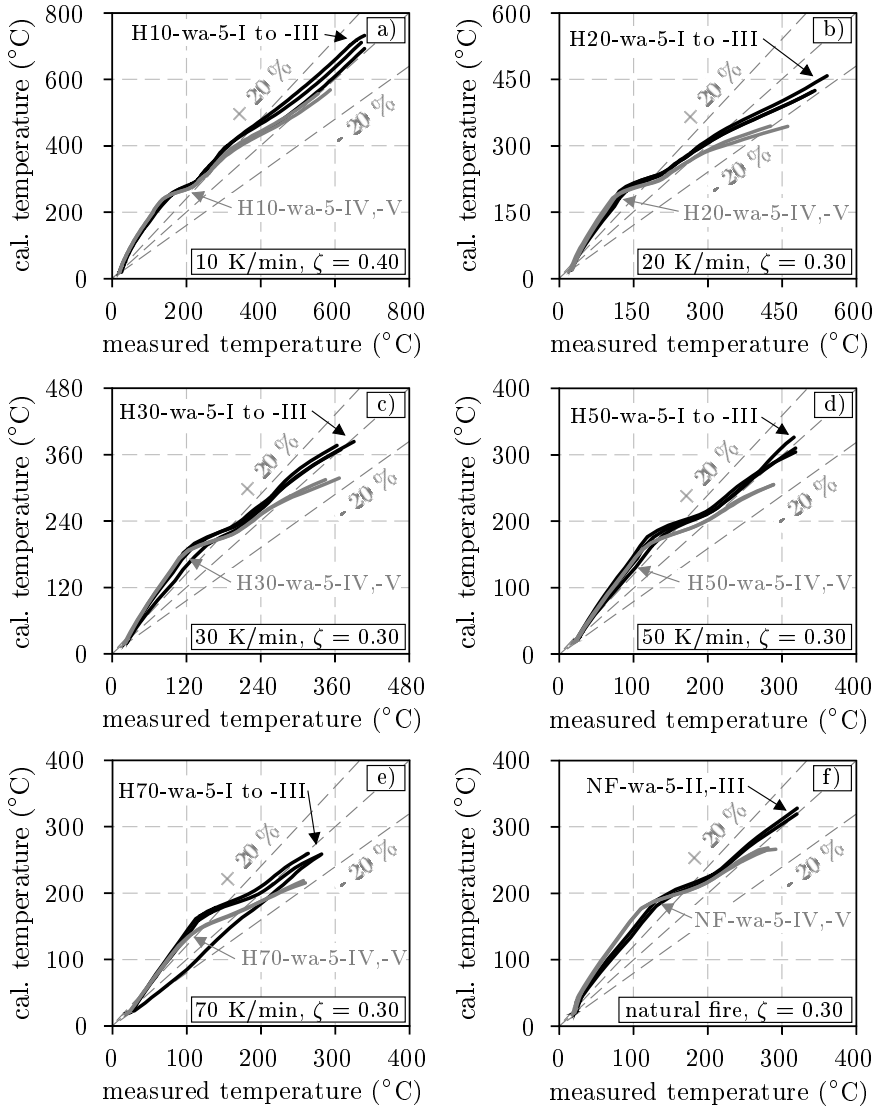 800
600
400
200
0
cal. temperature (°C)
H10-wa-5-I to -III
a)
+ 20 %
- 20 %
H10-wa-5-IV,-V
10 K/min, ζ = 0.40
0 200 400 600 800
measured temperature (°C)
600
450
300
150
0
cal. temperature (°C)
b)
H20-wa-5-I to -III
+ 20 %
- 20 %
H20-wa-5-IV,-V
20 K/min, ζ = 0.30
0 150 300 450 600
measured temperature (°C)
480
360
240
120
0
cal. temperature (°C)
c)
H30-wa-5-I to -III
+ 20 %
- 20 %
H30-wa-5-IV,-V
30 K/min, ζ = 0.30
0 120 240 360 480
measured temperature (°C)
400
300
200
100
0
cal. temperature (°C)
d)
H50-wa-5-I to -III
+ 20 %
- 20 %
H50-wa-5-IV,-V
50 K/min, ζ = 0.30
0 100 200 300 400
measured temperature (°C)
400
300
200
100
0
cal. temperature (°C)
e)
H70-wa-5-I to -III
+ 20 %
- 20 %
H70-wa-5-IV,-V
70 K/min, ζ = 0.30
0 100 200 300 400
measured temperature (°C)
400
300
200
100
0
cal. temperature (°C)
f)
NF-wa-5-II,-III
+ 20 %
- 20 %
NF-wa-5-IV,-V
natural fire, ζ = 0.30
0 100 200 300 400
measured temperature (°C)